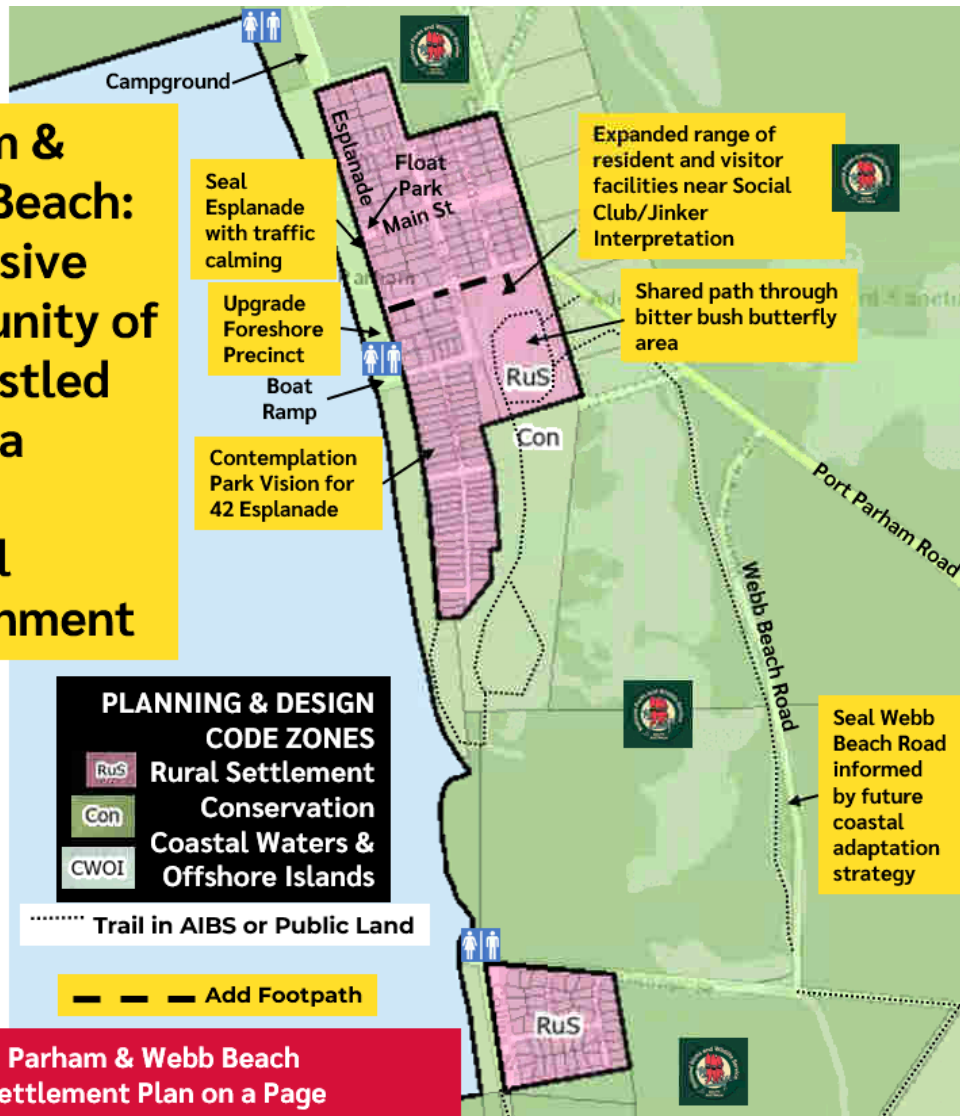 Campground
n &
Beach:
sive
unity of
stled
a
l
nment
Esplanade
Float
Park
Main St
Seal
Esplanade
with traffic
calming
Expanded range of
resident and visitor
facilities near Social
Club/Jinker
Interpretation
Upgrade
Foreshore
Precinct
Shared path through
bitter bush butterfly
area
Boat
Ramp
RuS
Con
Contemplation
Park Vision for
42 Esplanade
Port Parham Road
Webb Beach Road
PLANNING & DESIGN
CODE ZONES
RuS Rural Settlement
Con Conservation
CWOI Coastal Waters &
Offshore Islands
Seal Webb
Beach Road
informed
by future
coastal
adaptation
strategy
Trail in AIBS or Public Land
Add Footpath
RuS
Parham & Webb Beach
ettlement Plan on a Page